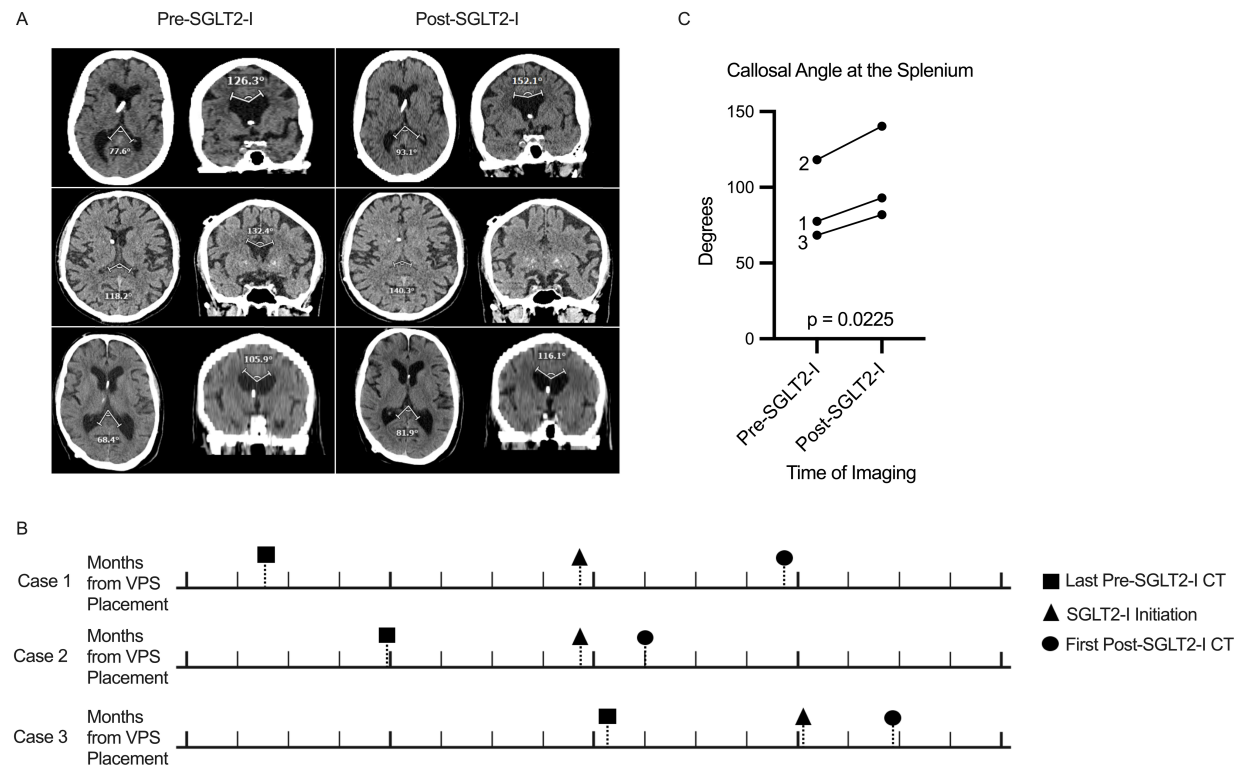 A
Pre-SGLT2-I
Post-SGLT2-I
126.3°
77.6°
152.1°
93.1°
132.4°
118.2°
140.3°
105.9°
68.4°
116.1°
81.9°
C
Callosal Angle at the Splenium
150
100
50
0
Degrees
2
1
3
p = 0.0225
Pre-SGLT2-I
Post-SGLT2-I
Time of Imaging
B
Case 1
Months
from VPS
Placement
Case 2
Months
from VPS
Placement
Case 3
Months
from VPS
Placement
Last Pre-SGLT2-I CT
SGLT2-I Initiation
First Post-SGLT2-I CT